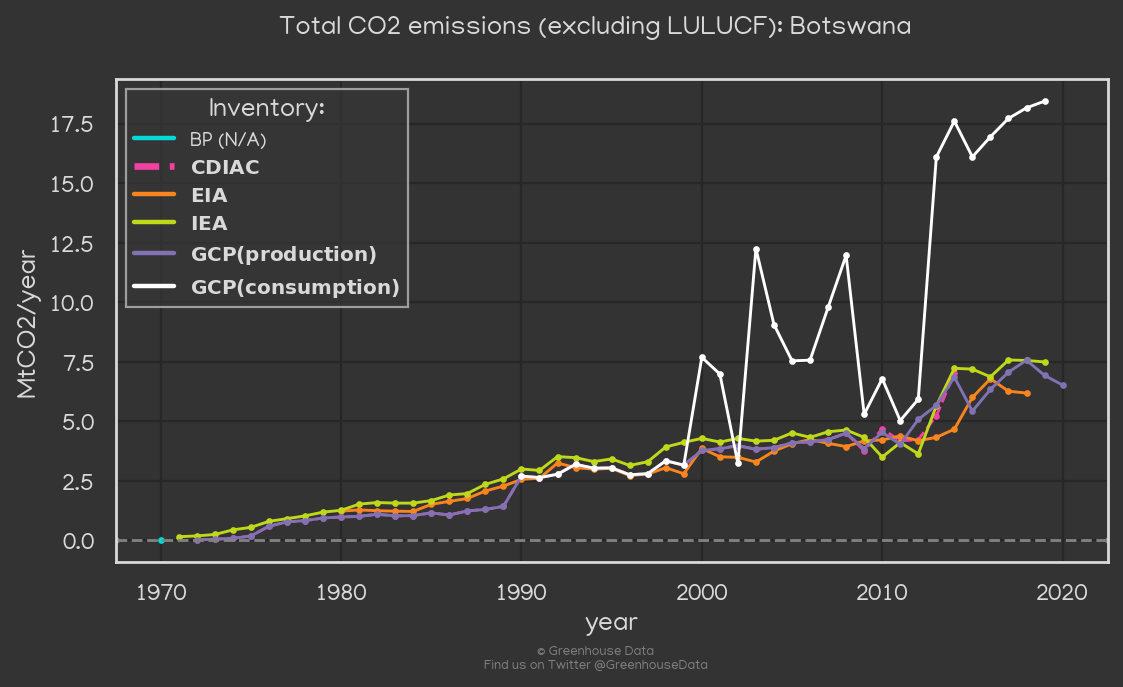 Total CO2 emissions (excluding LULUCF): Botswana
Inventory:
BP (N/A)
CDIAC
EIA
IEA
GCP(production)
GCP(consumption)
MtCO2/year
17.5
15.0
12.5
10.0
7.5
5.0
2.5
0.0
1970 1980 1990 2000 2010 2020
year
© Greenhouse Data
Find us on Twitter @GreenhouseData